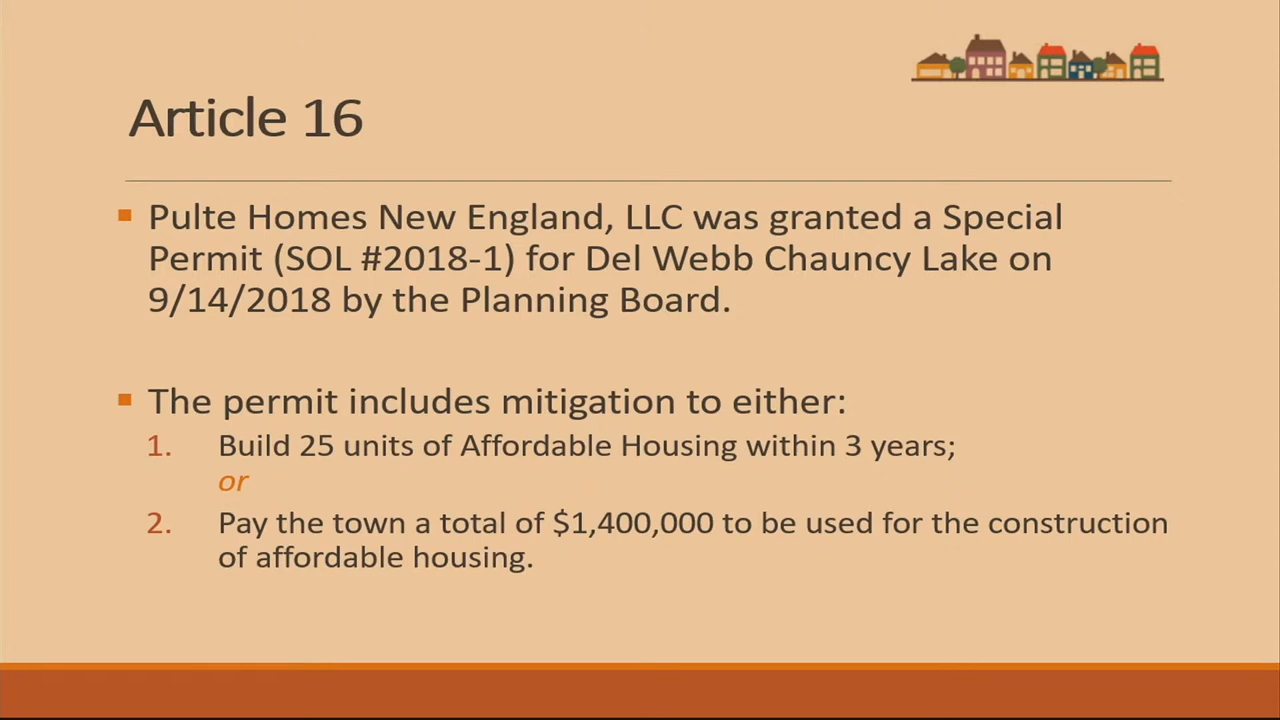 Article 16
Pulte Homes New England, LLC was granted a Special
Permit (SOL #2018-1) for Del Webb Chauncy Lake on
9/14/2018 by the Planning Board.
The permit includes mitigation to either:
1. Build 25 units of Affordable Housing within 3 years;
or
2. Pay the town a total of $1,400,000 to be used for the construction
of affordable housing.